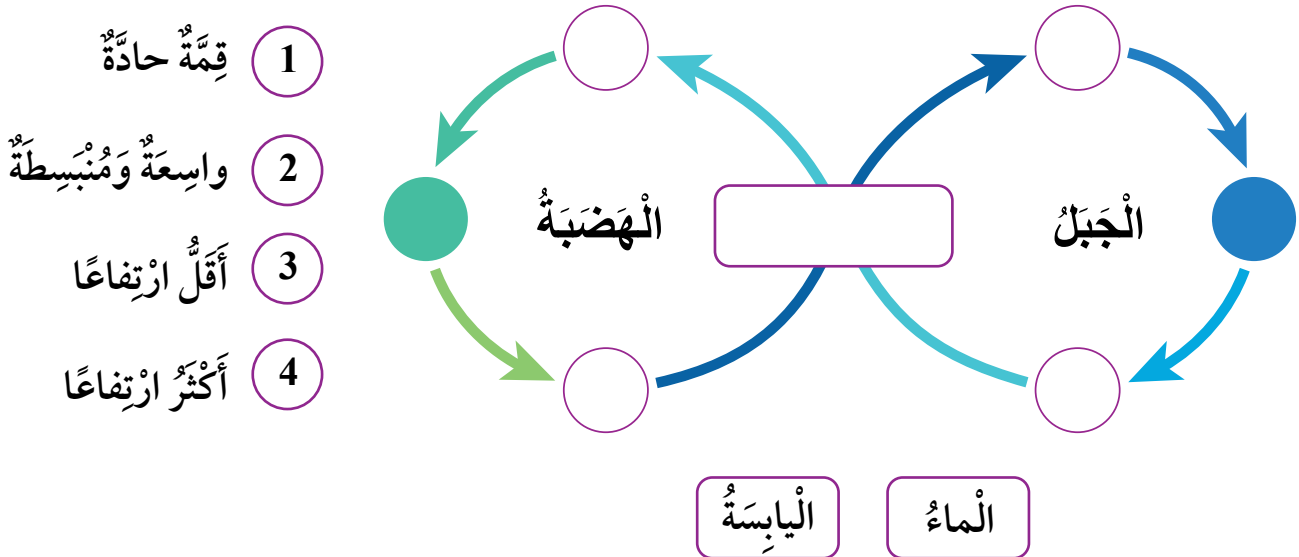 1 قِمَّةٌ حادَّةٌ
2 واسِعَةٌ وَمُنْبَسِطَةٌ
3 أَقَلُّ ارْتِفاعًا
4 أَكْثَرُ ارْتِفاعًا
الْجَبَلُ
الْهَضَبَةُ
الْماءُ
الْيابِسَةُ